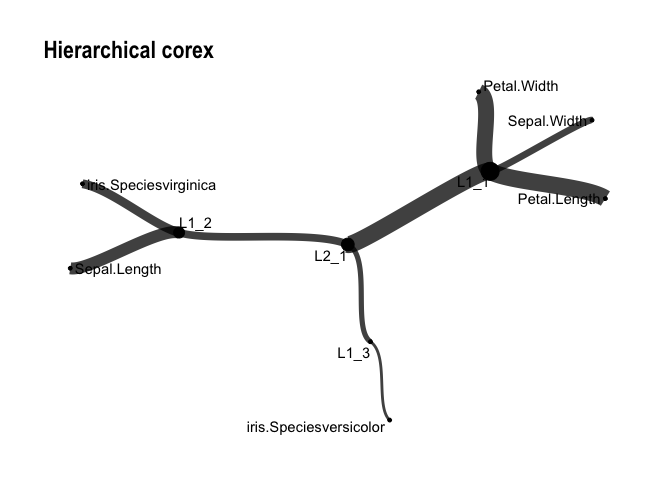 Hierarchical corex
Petal.Width
Sepal.Width
L1_1
iris.Speciesvirginica
Petal.Length
L1_2
L2_1
Sepal.Length
L1_3
iris.Speciesversicolor